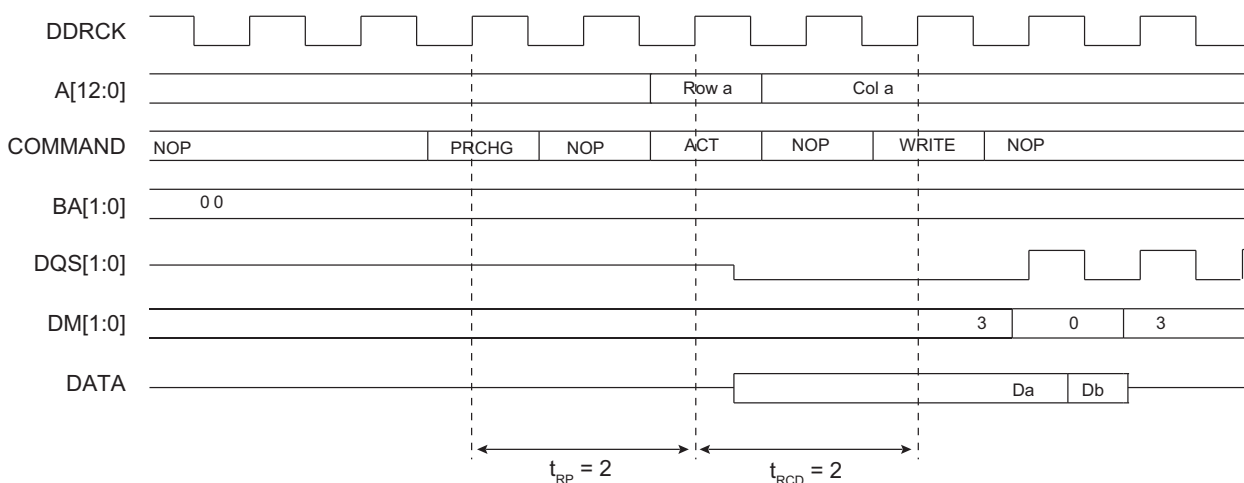 DDRCK
A[12:0] Row a Col a
COMMAND NOP PRCHG NOP ACT NOP WRITE NOP
BA[1:0] 0 0
DQS[1:0]
DM[1:0] 3 0 3
DATA Da Db
tRP = 2 tRCD = 2